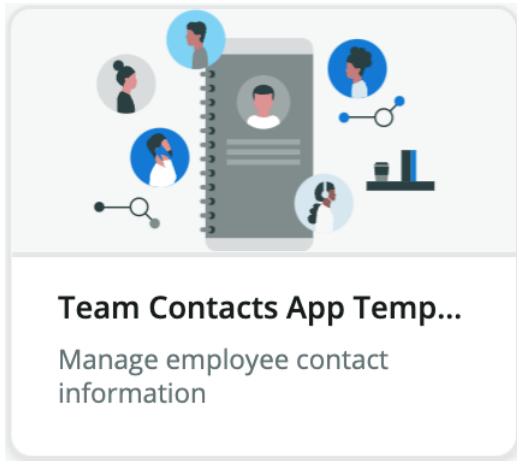 Team Contacts App Temp...
Manage employee contact
information